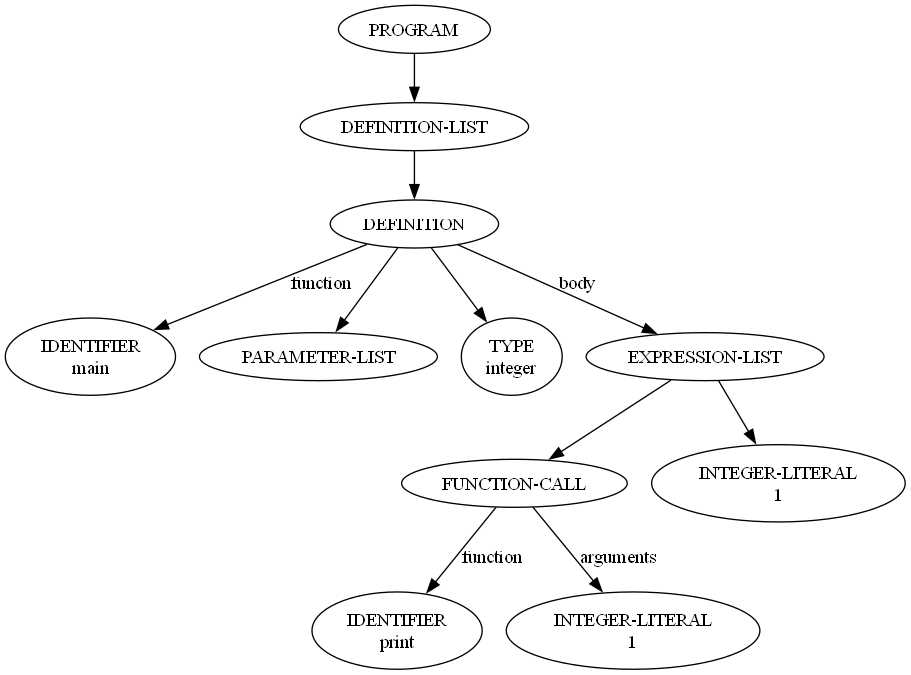 PROGRAM
DEFINITION-LIST
DEFINITION
function
body
IDENTIFIER
main
PARAMETER-LIST
TYPE
integer
EXPRESSION-LIST
FUNCTION-CALL
INTEGER-LITERAL
1
function
arguments
IDENTIFIER
print
INTEGER-LITERAL
1